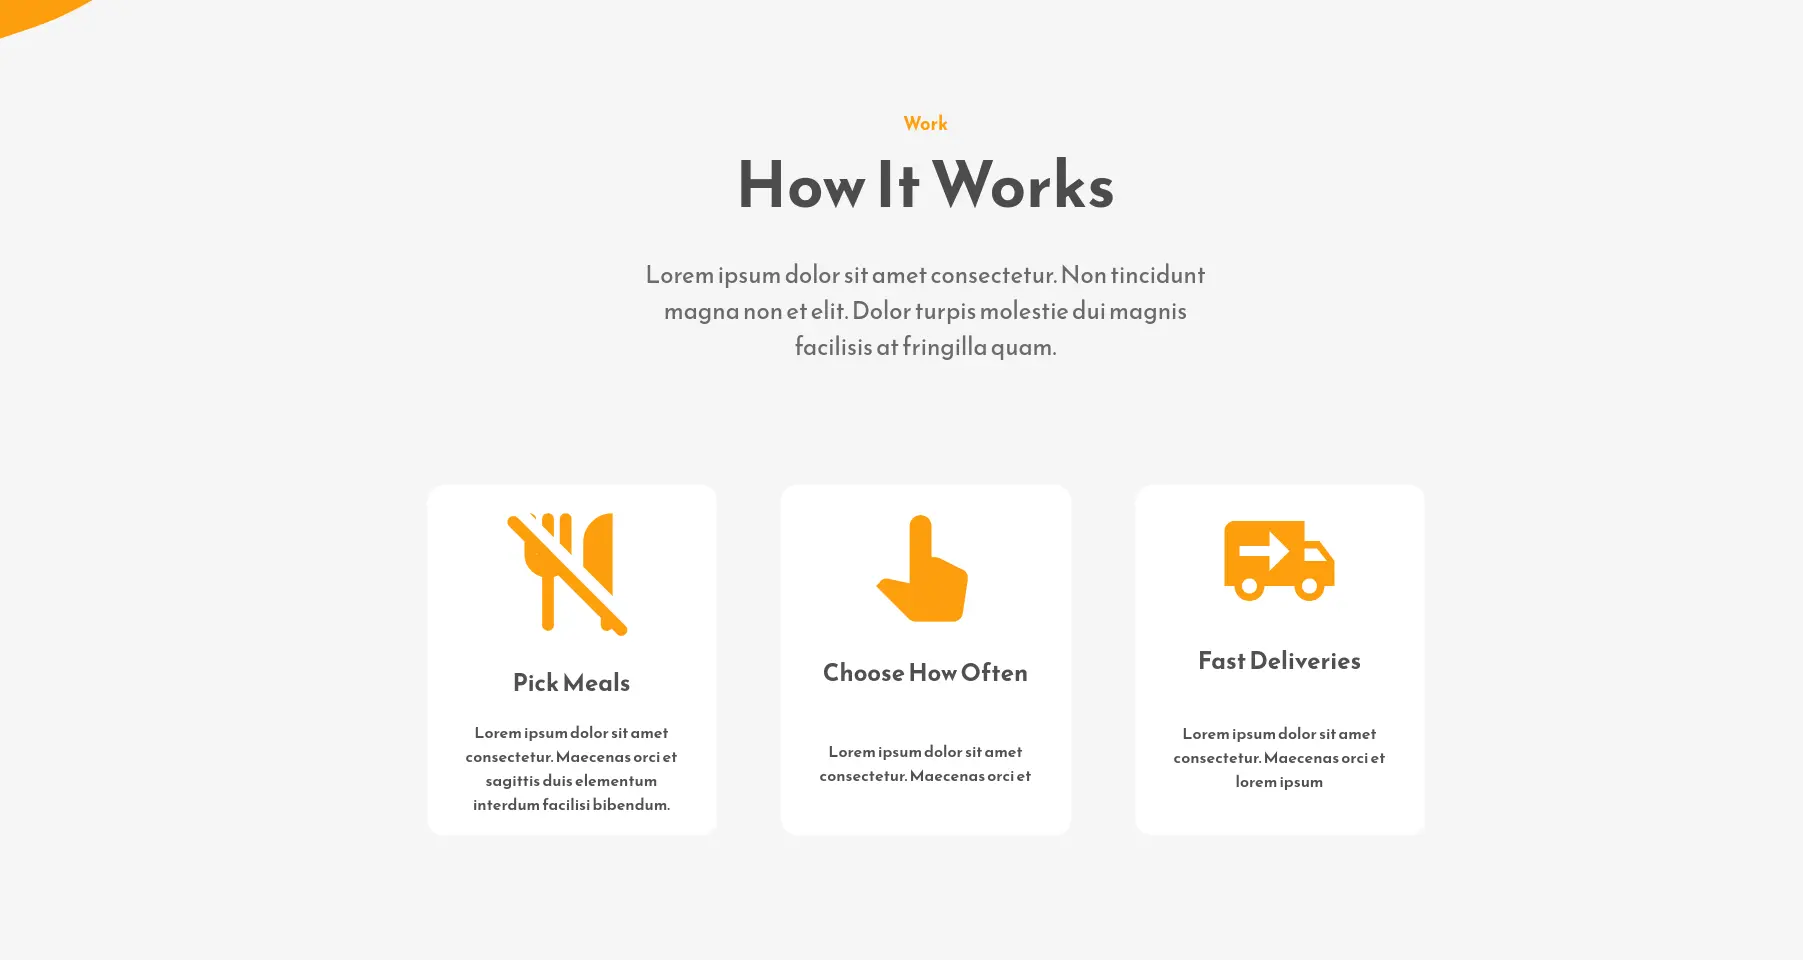 Work
How It Works
Lorem ipsum dolor sit amet consectetur. Non tincidunt
magna non et elit. Dolor turpis molestie dui magnis
facilisis at fringilla quam.
Pick Meals
Lorem ipsum dolor sit amet
consectetur. Maecenas orci et
sagittis duis elementum
interdum facilisi bibendum.
Choose How Often
Lorem ipsum dolor sit amet
consectetur. Maecenas orci et
Fast Deliveries
Lorem ipsum dolor sit amet
consectetur. Maecenas orci et
lorem ipsum